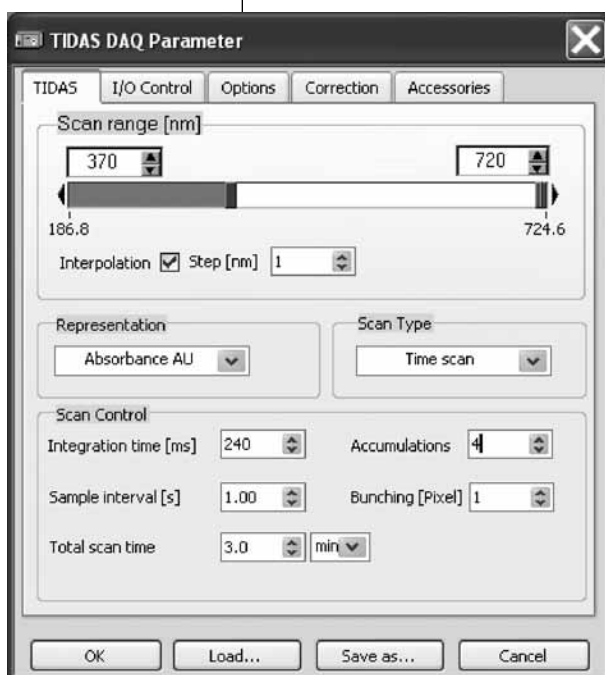 TIDAS DAQ Parameter
TIDAS I/O Control Options Correction Accessories
Scan range [nm]
370 720
186.8 724.6
Interpolation Step [nm] 1
Representation Scan Type
Absorbance AU Time scan
Scan Control
Integration time [ms] 240 Accumulations 4
Sample interval [s] 1.00 Bunching [Pixel] 1
Total scan time 3.0 min
OK Load... Save as... Cancel